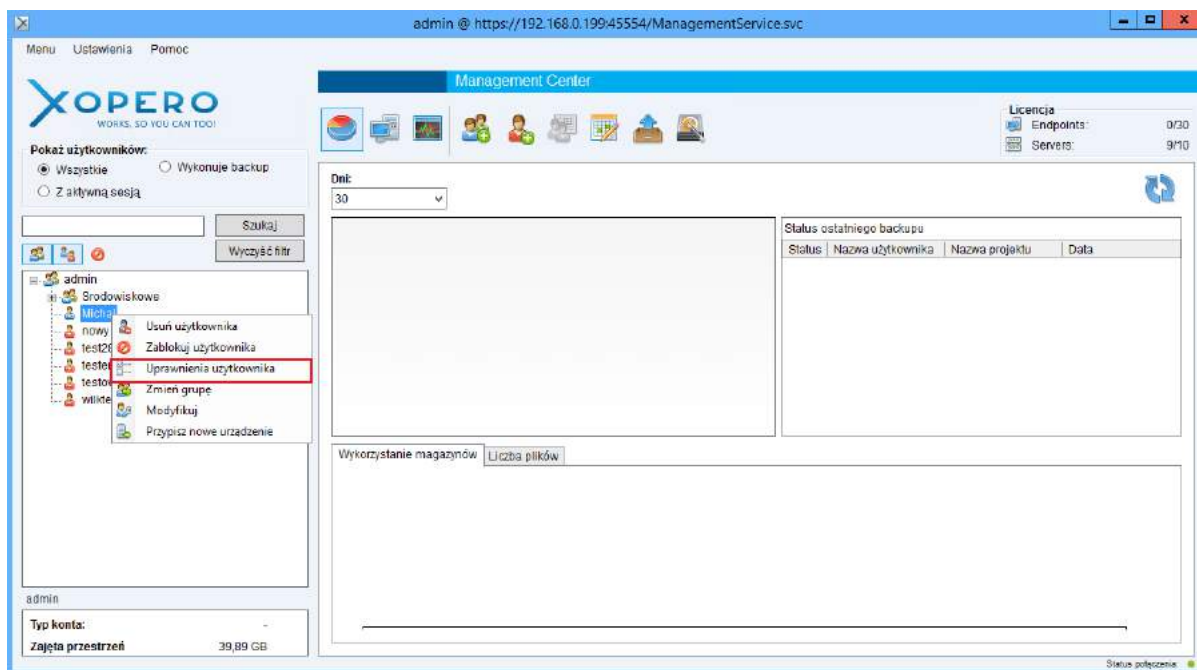 admin @ https://192.168.0.199:45554/ManagementService.svc
Menu Ustawienia Pomoc
XOPERO
WORKS, SO YOU CAN TOO!
Management Center
Licencja
Endpoints: 0/30
Servers: 9/10
Pokaż użytkowników:
Wszystkie
Wykonuje backup
Z aktywną sesją
Szukaj
Wyczyść filtr
Dni:
30
Status ostatniego backupu
Status Nazwa użytkownika Nazwa projektu Data
admin
Środowiskowe
Michał
nowy
Usuń użytkownika
Zablokuj użytkownika
Uprawnienia użytkownika
Zmień grupę
Modyfikuj
Przypisz nowe urządzenie
Wykorzystanie magazynów
Liczba plików
admin
Typ konta: -
Zajęta przestrzeń 39,89 GB
Status połączenia: